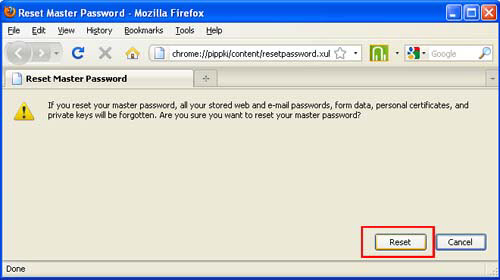 Reset Master Password - Mozilla Firefox
File Edit View History Bookmarks Tools Help
chrome://pippki/content/resetpassword.xul
Google
Reset Master Password
If you reset your master password, all your stored web and e-mail passwords, form data, personal certificates, and
private keys will be forgotten. Are you sure you want to reset your master password?
Reset Cancel
Done